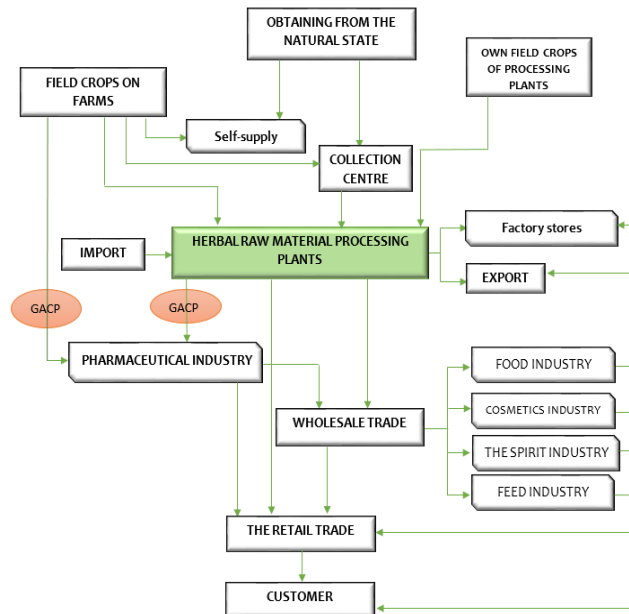 OBTAINING FROM THE
NATURAL STATE
OWN FIELD CROPS
OF PROCESSING
PLANTS
FIELD CROPS ON
FARMS
Self-supply
COLLECTION
CENTRE
HERBAL RAW MATERIAL PROCESSING
PLANTS
IMPORT
Factory stores
EXPORT
GACP
GACP
PHARMACEUTICAL INDUSTRY
FOOD INDUSTRY
COSMETICS INDUSTRY
WHOLESALE TRADE
THE SPIRIT INDUSTRY
FEED INDUSTRY
THE RETAIL TRADE
CUSTOMER